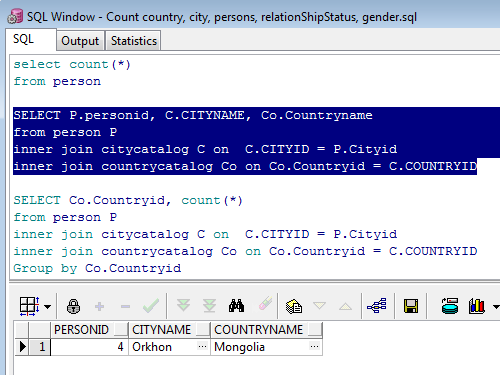 SQL Window - Count country, city, persons, relationShipStatus, gender.sql
SQL Output Statistics
select count(*)
from person
SELECT P.personid, C.CITYNAME, Co.Countryname
from person P
inner join citycatalog C on  C.CITYID = P.Cityid
inner join countrycatalog Co on Co.Countryid = C.COUNTRYID
SELECT Co.Countryid, count(*)
from person P
inner join citycatalog C on  C.CITYID = P.Cityid
inner join countrycatalog Co on Co.Countryid = C.COUNTRYID
Group by Co.Countryid
PERSONID CITYNAME COUNTRYNAME
1 4 Orkhon ... Mongolia ...